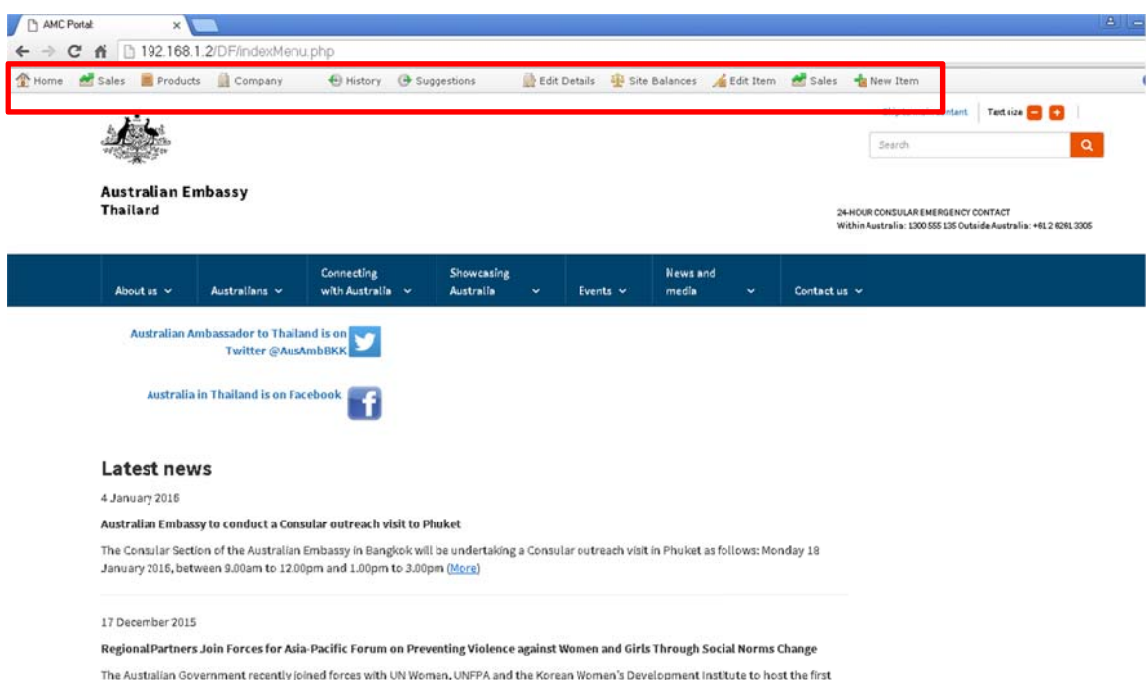 AMC Portal
192.168.1.2/DF/indexMenu.php
Home Sales Products Company History Suggestions Edit Details Site Balances Edit Item Sales New Item
Text size
Search
Australian Embassy
Thailand
24-HOUR CONSULAR EMERGENCY CONTACT
Within Australia: 1300 555 135 Outside Australia: +61 2 6261 3305
Connecting Showcasing News and
About us Australians with Australia Australia Events media Contact us
Australian Ambassador to Thailand is on
Twitter @AusAmbBKK
Australia in Thailand is on Facebook
Latest news
4 January 2016
Australian Embassy to conduct a Consular outreach visit to Phuket
The Consular Section of the Australian Embassy in Bangkok will be undertaking a Consular outreach visit in Phuket as follows: Monday 18
January 2016, between 9.00am to 12.00pm and 1.00pm to 3.00pm (More)
17 December 2015
Regional Partners Join Forces for Asia-Pacific Forum on Preventing Violence against Women and Girls Through Social Norms Change
The Australian Government recently joined forces with UN Women, UNFPA and the Korean Women's Development Institute to host the first